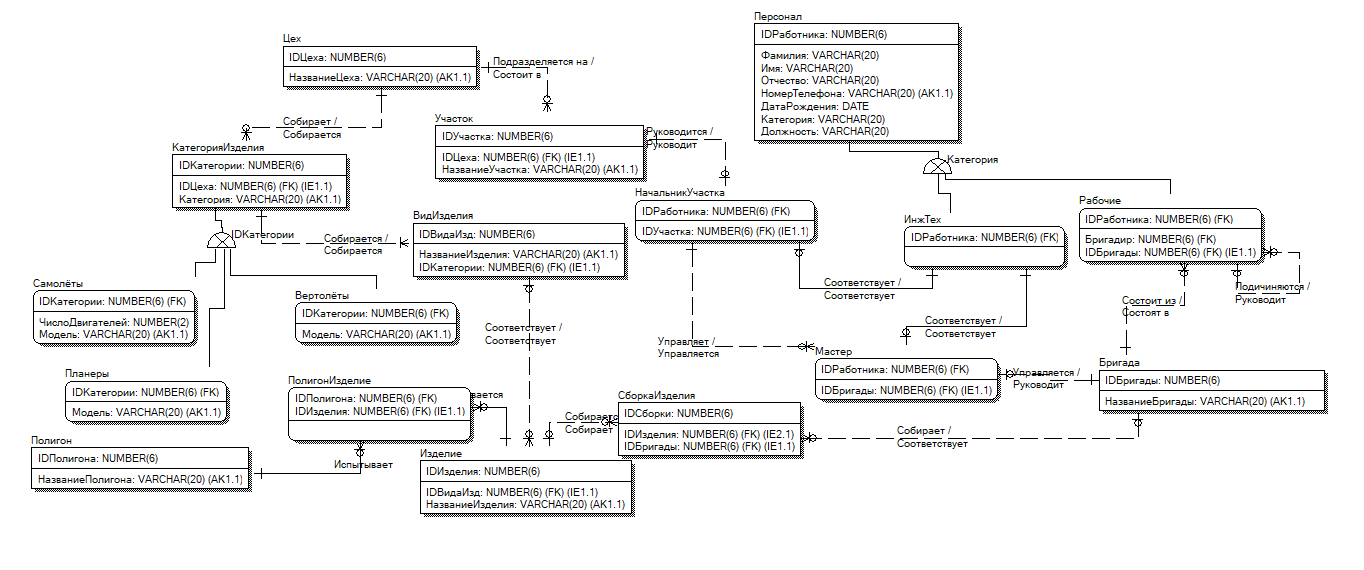 Персонал
IDРаботника: NUMBER(6)
Фамилия: VARCHAR(20)
Имя: VARCHAR(20)
Отчество: VARCHAR(20)
НомерТелефона: VARCHAR(20) (AK1.1)
ДатаРождения: DATE
Категория: VARCHAR(20)
Должность: VARCHAR(20)
Цех
IDЦеха: NUMBER(6)
НазваниеЦеха: VARCHAR(20) (AK1.1)
Подразделяется на /
Состоит в
Собирает /
Собирается
Участок
IDУчастка: NUMBER(6)
IDЦеха: NUMBER(6) (FK) (IE1.1)
НазваниеУчастка: VARCHAR(20) (AK1.1)
Руководится /
Руководит
Категория
КатегорияИзделия
IDКатегории: NUMBER(6)
IDЦеха: NUMBER(6) (FK) (IE1.1)
Категория: VARCHAR(20) (AK1.1)
IDКатегории
Собирается /
Собирается
ВидИзделия
IDВидаИзд: NUMBER(6)
НазваниеИзделия: VARCHAR(20) (AK1.1)
IDКатегории: NUMBER(6) (FK) (IE1.1)
НачальникУчастка
IDРаботника: NUMBER(6) (FK)
IDУчастка: NUMBER(6) (FK) (IE1.1)
ИнжТех
IDРаботника: NUMBER(6) (FK)
Рабочие
IDРаботника: NUMBER(6) (FK)
Бригадир: NUMBER(6) (FK)
IDБригады: NUMBER(6) (FK) (IE1.1)
Самолёты
IDКатегории: NUMBER(6) (FK)
ЧислоДвигателей: NUMBER(2)
Модель: VARCHAR(20) (AK1.1)
Вертолёты
IDКатегории: NUMBER(6) (FK)
Модель: VARCHAR(20) (AK1.1)
Соответствует /
Соответствует
Соответствует /
Соответствует
Соответствует /
Соответствует
Состоит из /
Состоят в
Подичиняются /
Руководит
Управляет /
Управляется
Мастер
IDРаботника: NUMBER(6) (FK)
IDБригады: NUMBER(6) (FK) (IE1.1)
Управляется /
Руководит
Бригада
IDБригады: NUMBER(6)
НазваниеБригады: VARCHAR(20) (AK1.1)
Планеры
IDКатегории: NUMBER(6) (FK)
Модель: VARCHAR(20) (AK1.1)
ПолигонИзделие
IDПолигона: NUMBER(6) (FK)
IDИзделия: NUMBER(6) (FK) (IE1.1)
вается
Собирает
Собирает
СборкаИзделия
IDСборки: NUMBER(6)
IDИзделия: NUMBER(6) (FK) (IE2.1)
IDБригады: NUMBER(6) (FK) (IE1.1)
Собирает /
Соответствует
Полигон
IDПолигона: NUMBER(6)
НазваниеПолигона: VARCHAR(20) (AK1.1)
Испытывает
Изделие
IDИзделия: NUMBER(6)
IDВидаИзд: NUMBER(6) (FK) (IE1.1)
НазваниеИзделия: VARCHAR(20) (AK1.1)